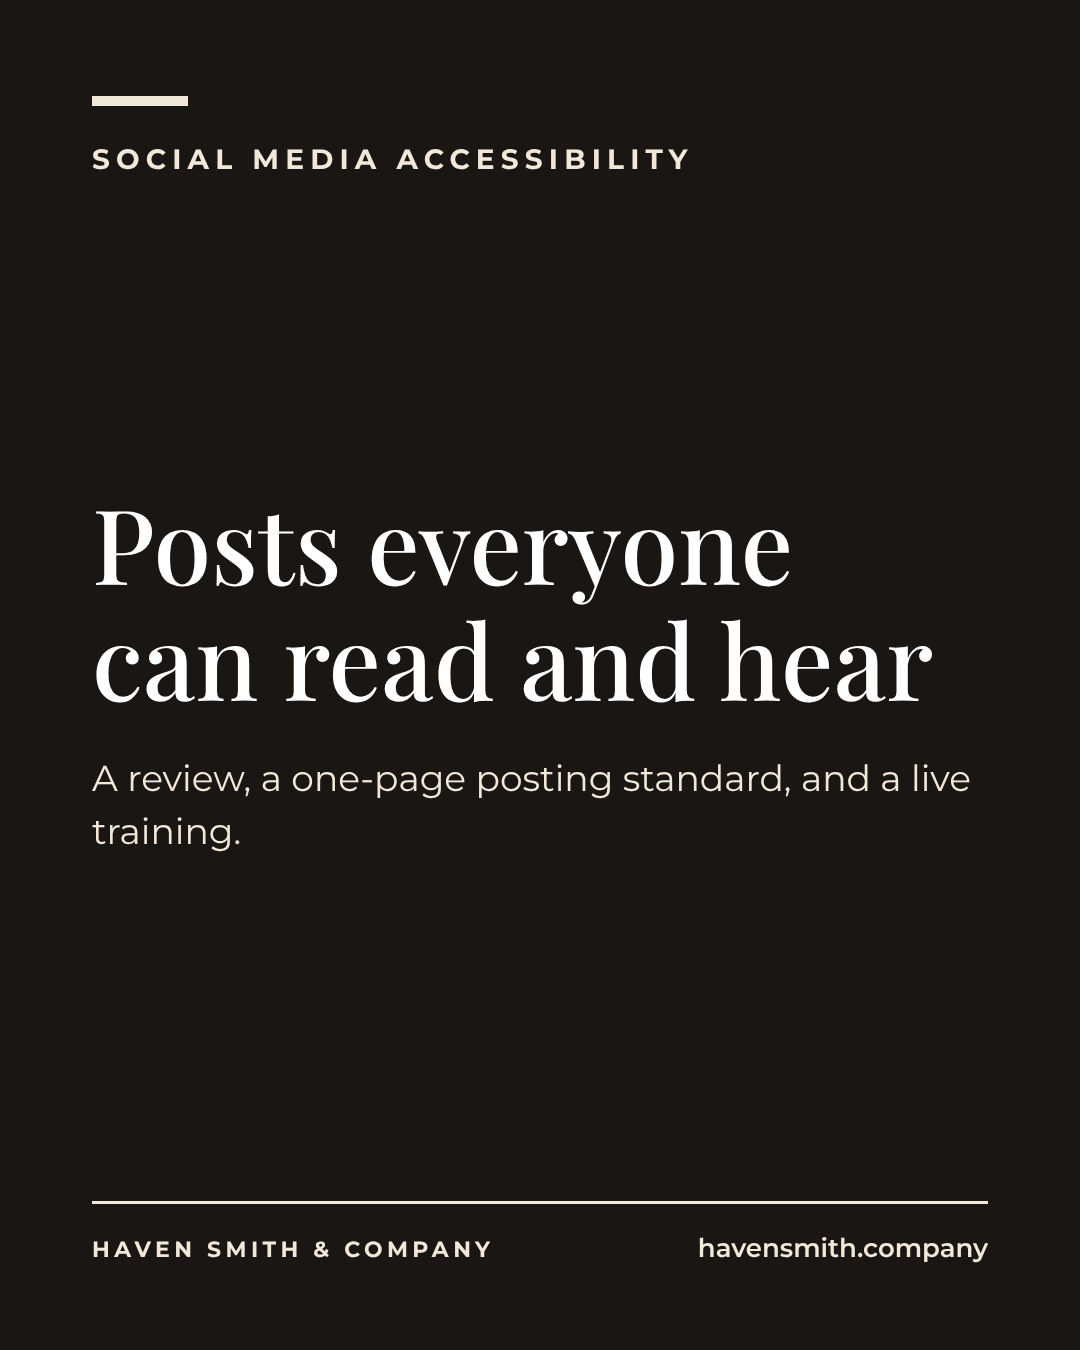 SOCIAL MEDIA ACCESSIBILITY
Posts everyone
can read and hear
A review, a one-page posting standard, and a live
training.
HAVEN SMITH & COMPANY
havensmith.company